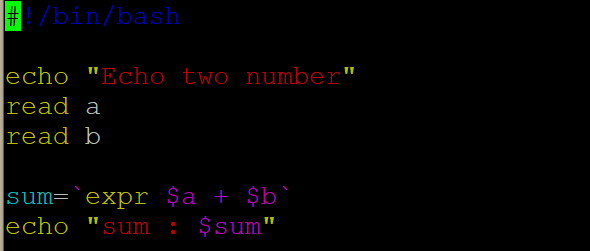 #!/bin/bash
echo "Echo two number"
read a
read b
sum=`expr $a + $b`
echo "sum : $sum"